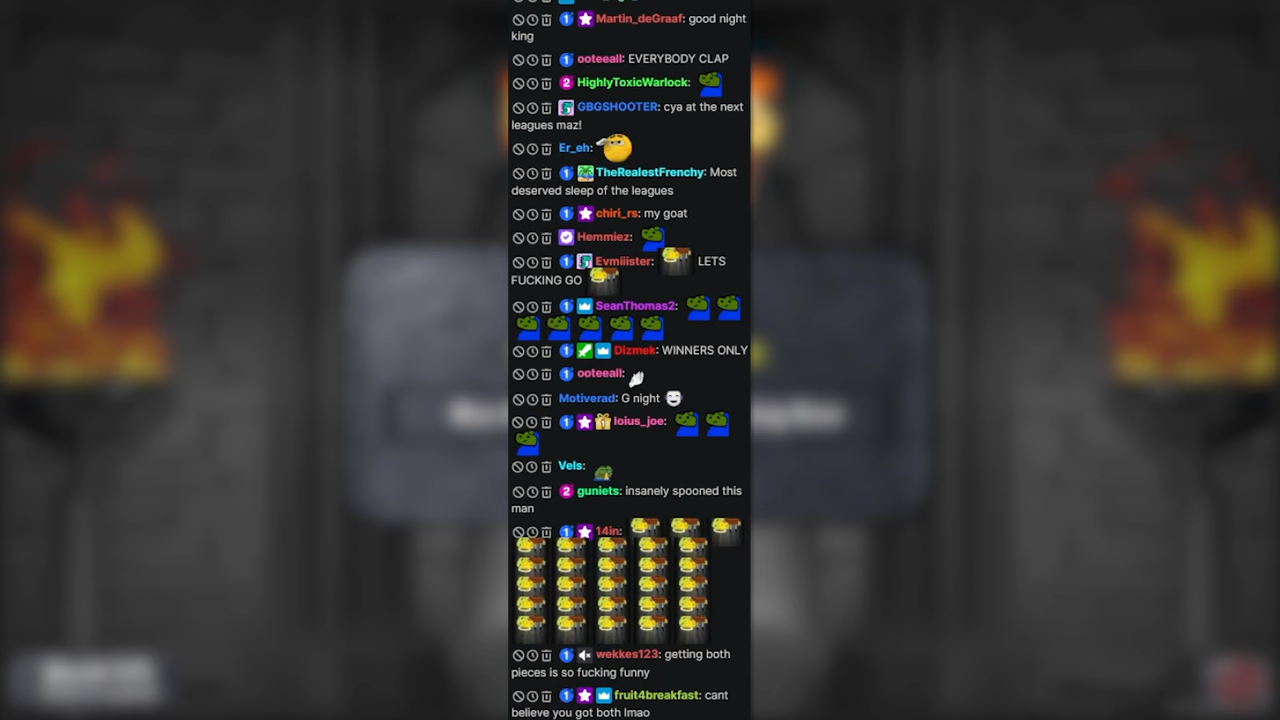 Martin_deGraaf: good night
king
ooteeall: EVERYBODY CLAP
2 HighlyToxicWarlock:
GBGSHOOTER: cya at the next
leagues maz!
Er_eh:
TheRealestFrenchy: Most
deserved sleep of the leagues
chiri_rs: my goat
Hemmiez:
Evmiiister: LETS
FUCKING GO
SeanThomas2:
Dizmek: WINNERS ONLY
ooteeall:
Motiverad: G night
loius_joe:
Vels:
2 guniets: insanely spooned this
man
14in:
wekkes123: getting both
pieces is so fucking funny
fruit4breakfast: cant
believe you got both lmao